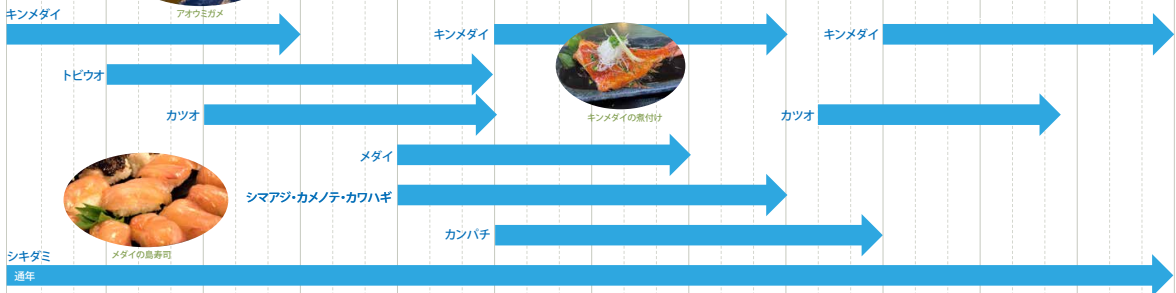 アオウミガメ
キンメダイ
キンメダイ
キンメダイ
トビウオ
カツオ
キンメダイの煮付け
カツオ
メダイ
シマアジ・カメノテ・カワハギ
カンパチ
メダイの島寿司
シキダミ
通年